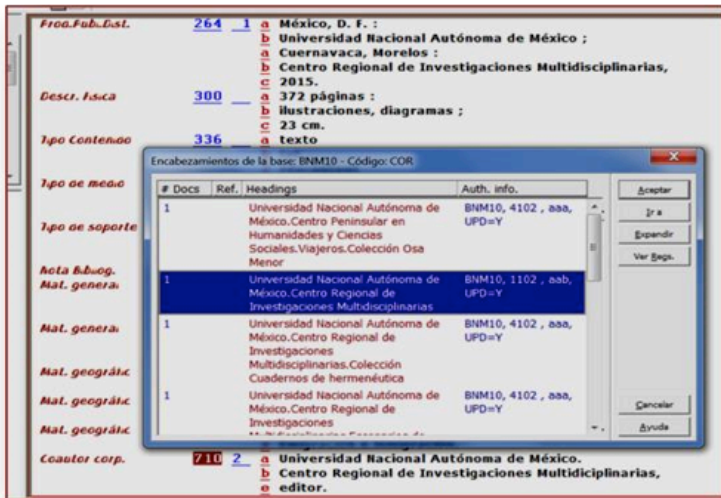 Prod.Pub.Dist. 264 _1 a México, D. F. :
b Universidad Nacional Autónoma de México ;
a Cuernavaca, Morelos :
b Centro Regional de Investigaciones Multidisciplinarias,
c 2015.
Descr. física 300 __ a 372 páginas :
b ilustraciones, diagramas ;
c 23 cm.
Tipo Contenido 336 __ a texto
Tipo de medio
Tipo de soporte
Nota Bibliog.
Mat. general
Mat. general
Mat. geográfic
Mat. geográfic
Mat. geográfic
Encabezamientos de la base: BNM10 - Código: COR
# Docs Ref. Headings Auth. info.
1 Universidad Nacional Autónoma de BNM10, 4102 , aaa,
México.Centro Peninsular en UPD=Y
Humanidades y Ciencias
Sociales.Viajeros.Colección Osa
Menor
1 Universidad Nacional Autónoma de BNM10, 1102 , aab,
México.Centro Regional de UPD=Y
Investigaciones Multidisciplinarias
1 Universidad Nacional Autónoma de BNM10, 4102 , aaa,
México.Centro Regional de UPD=Y
Investigaciones
Multidisciplinarias.Colección
Cuadernos de hermenéutica
1 Universidad Nacional Autónoma de BNM10, 4102 , aaa,
México.Centro Regional de UPD=Y
Investigaciones
Aceptar
Ir a
Expandir
Ver Regs.
Cancelar
Ayuda
Coautor corp. 710 2_ a Universidad Nacional Autónoma de México.
b Centro Regional de Investigaciones Multidiciplinarias,
e editor.